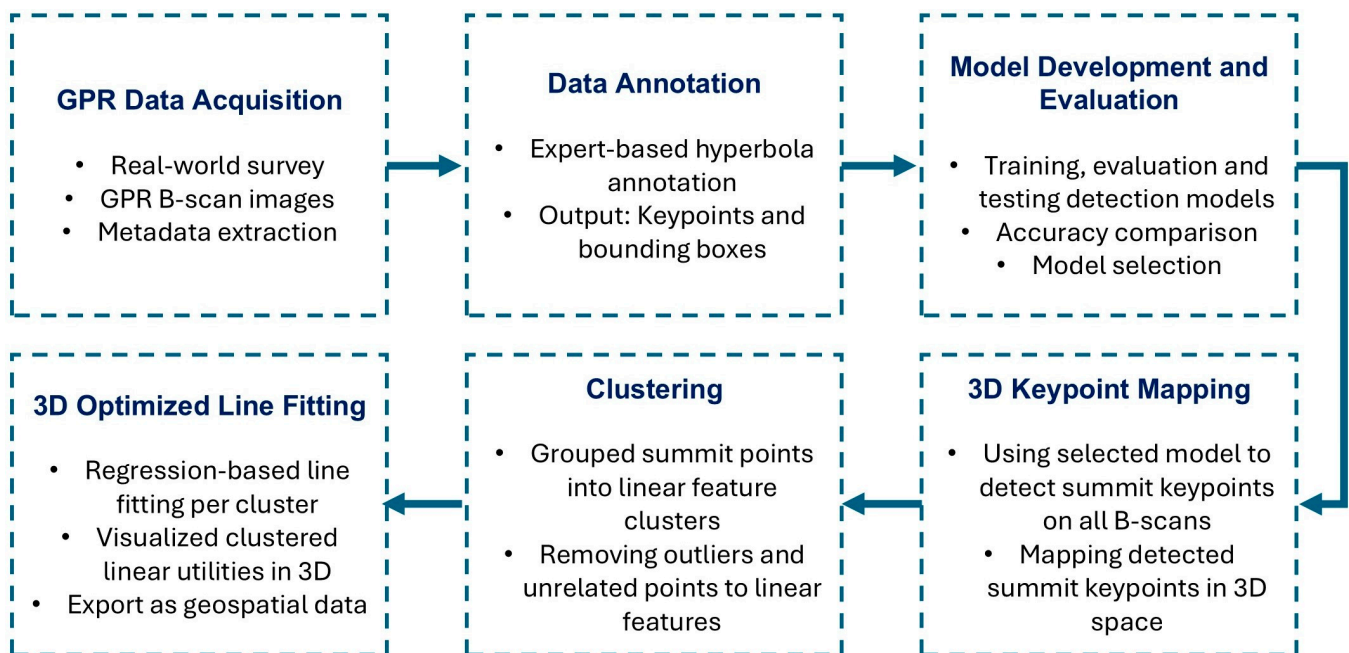 GPR Data Acquisition
• Real-world survey
• GPR B-scan images
• Metadata extraction
Data Annotation
• Expert-based hyperbola
annotation
• Output: Keypoints and
bounding boxes
Model Development and
Evaluation
• Training, evaluation and
testing detection models
• Accuracy comparison
• Model selection
3D Keypoint Mapping
• Using selected model to
detect summit keypoints
on all B-scans
• Mapping detected
summit keypoints in 3D
space
Clustering
• Grouped summit points
into linear feature
clusters
• Removing outliers and
unrelated points to linear
features
3D Optimized Line Fitting
• Regression-based line
fitting per cluster
• Visualized clustered
linear utilities in 3D
• Export as geospatial data